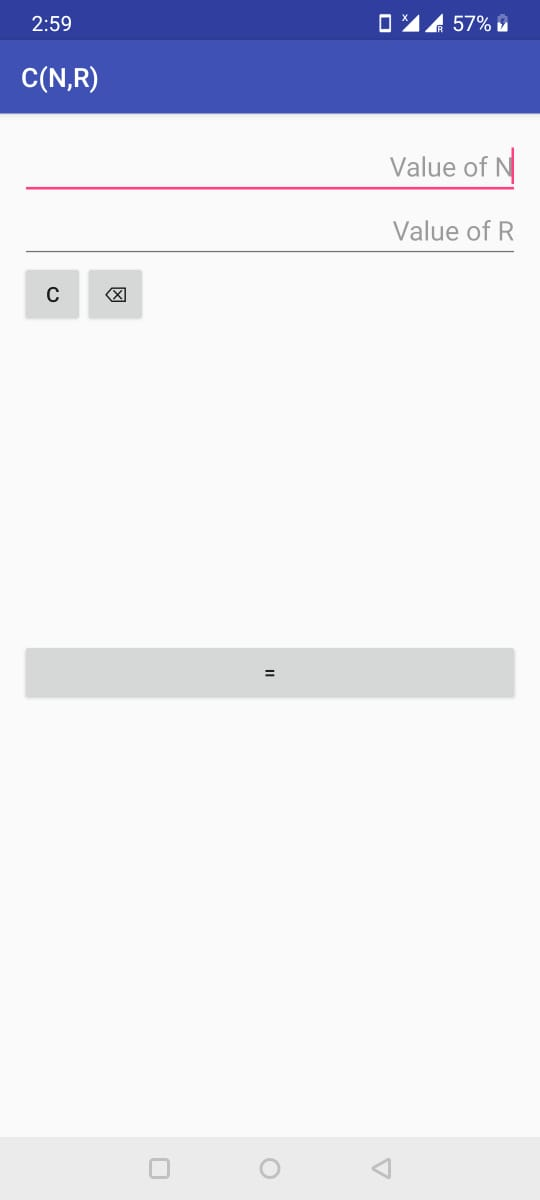 2:59 57%
C(N,R)
Value of N
Value of R
C
=